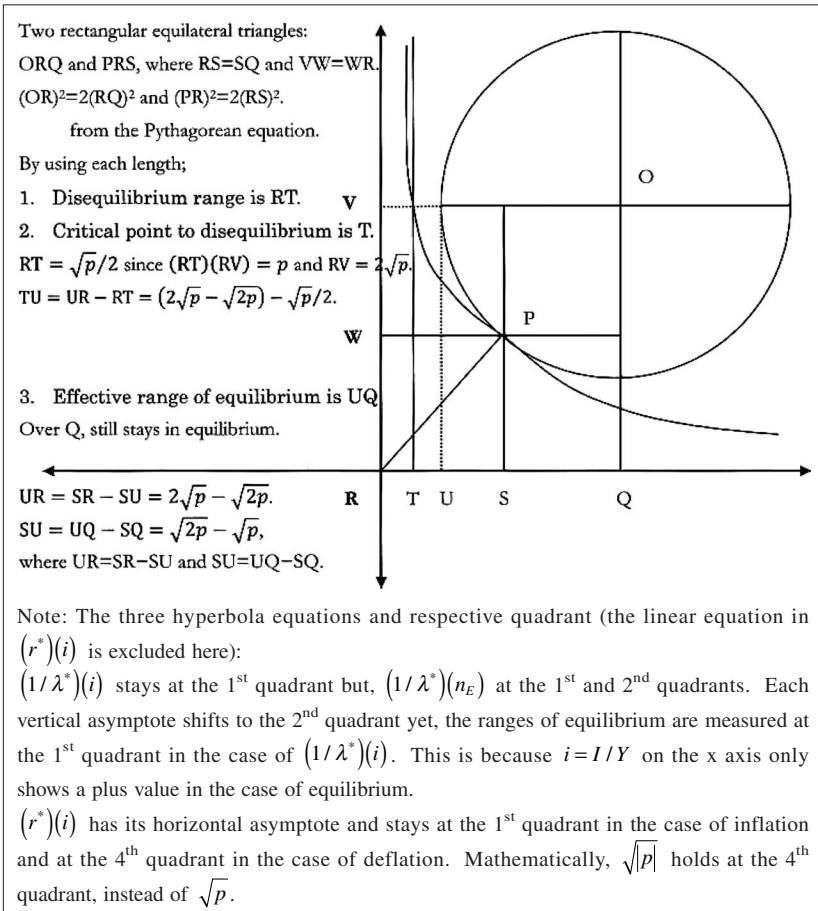 Two rectangular equilateral triangles:
ORQ and PRS, where RS=SQ and VW=WR.
(OR)²=2(RQ)² and (PR)²=2(RS)².
from the Pythagorean equation.
By using each length;
1. Disequilibrium range is RT.
2. Critical point to disequilibrium is T.
RT = √p/2 since (RT)(RV) = p and RV = 2√p.
TU = UR − RT = (2√p − √2p) − √p/2.
3. Effective range of equilibrium is UQ
Over Q, still stays in equilibrium.
UR = SR − SU = 2√p − √2p.
SU = UQ − SQ = √2p − √p,
where UR=SR−SU and SU=UQ−SQ.
O
V
P
W
R T U S Q
Note: The three hyperbola equations and respective quadrant (the linear equation in
(r*)(i) is excluded here):
(1/λ*)(i) stays at the 1st quadrant but, (1/λ*)(n_E) at the 1st and 2nd quadrants. Each
vertical asymptote shifts to the 2nd quadrant yet, the ranges of equilibrium are measured at
the 1st quadrant in the case of (1/λ*)(i). This is because i = I/Y on the x axis only
shows a plus value in the case of equilibrium.
(r*)(i) has its horizontal asymptote and stays at the 1st quadrant in the case of inflation
and at the 4th quadrant in the case of deflation. Mathematically, √|p| holds at the 4th
quadrant, instead of √p.